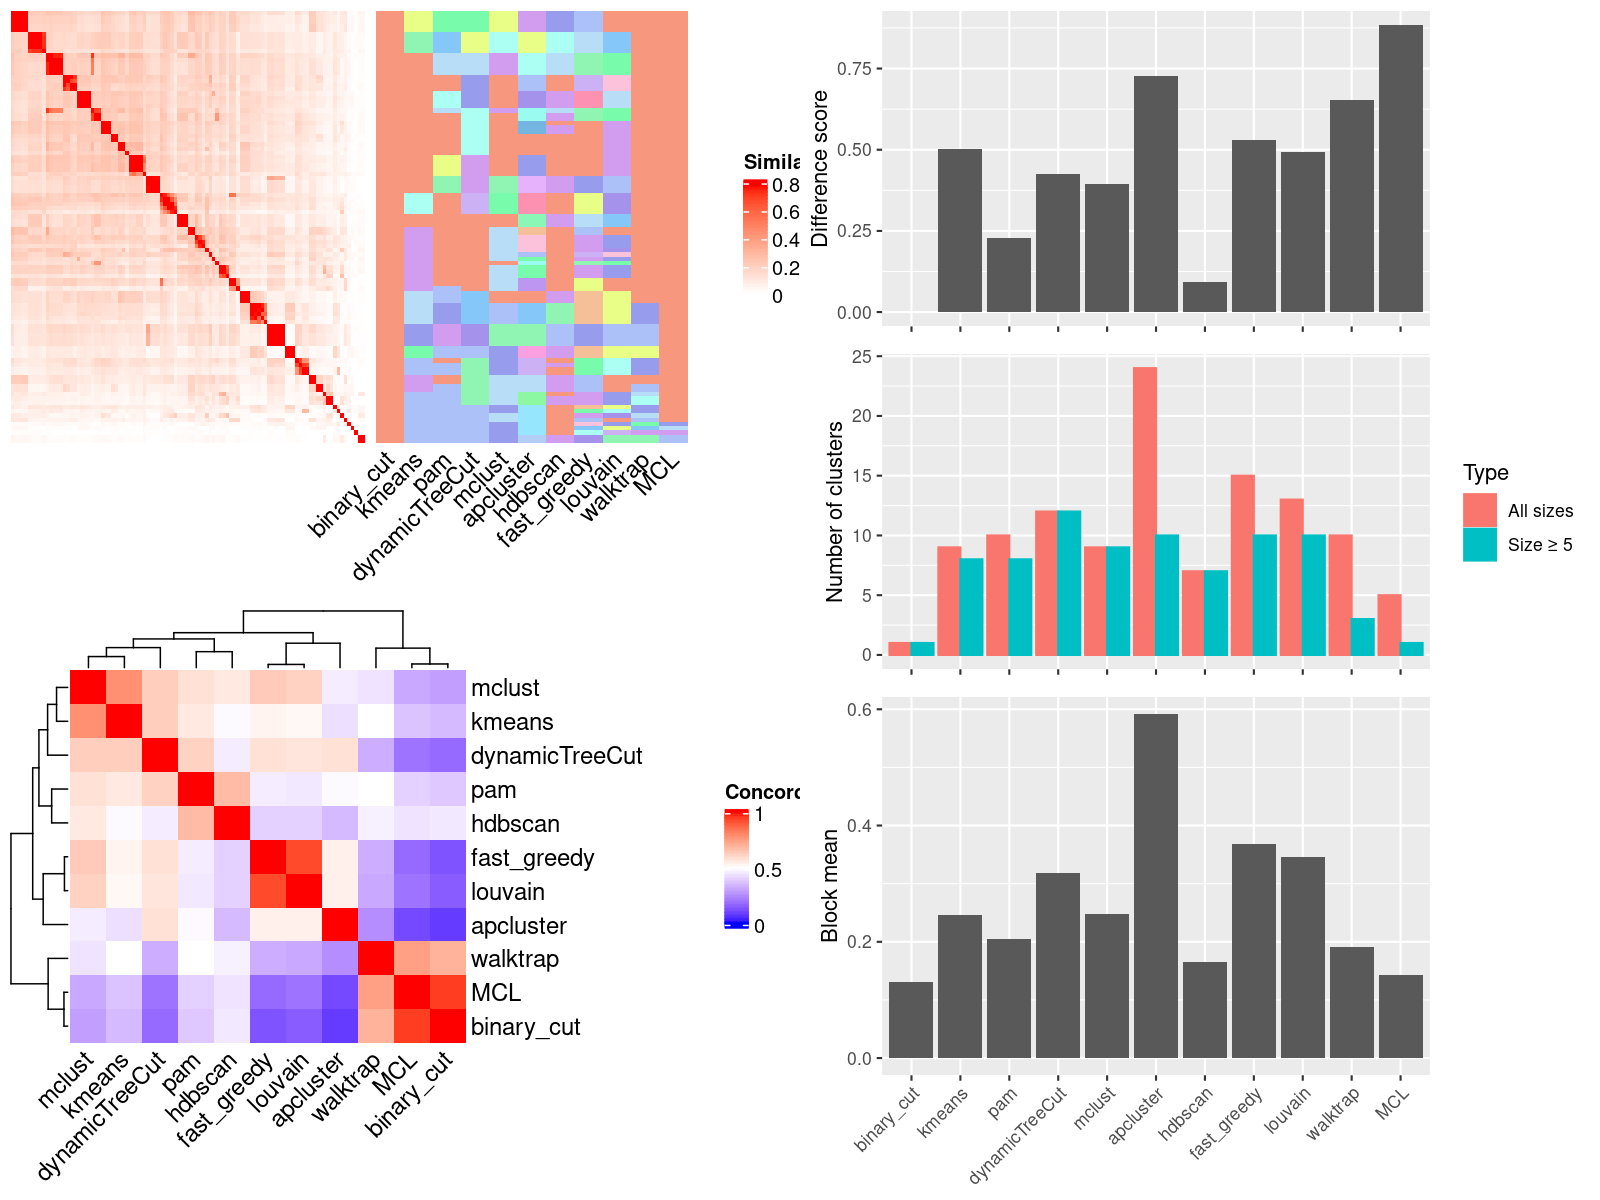 Simila
0.8
0.6
0.4
0.2
0
binary_cut
kmeans
pam
dynamicTreeCut
mclust
apcluster
hdbscan
fast_greedy
louvain
walktrap
MCL
mclust
kmeans
dynamicTreeCut
pam
hdbscan
fast_greedy
louvain
apcluster
walktrap
MCL
binary_cut
mclust
kmeans
dynamicTreeCut
pam
hdbscan
fast_greedy
louvain
apcluster
walktrap
MCL
binary_cut
Concord
1
0.5
0
Difference score
0.75
0.50
0.25
0.00
Number of clusters
25
20
15
10
5
0
Type
All sizes
Size ≥ 5
Block mean
0.6
0.4
0.2
0.0
binary_cut
kmeans
pam
dynamicTreeCut
mclust
apcluster
hdbscan
fast_greedy
louvain
walktrap
MCL